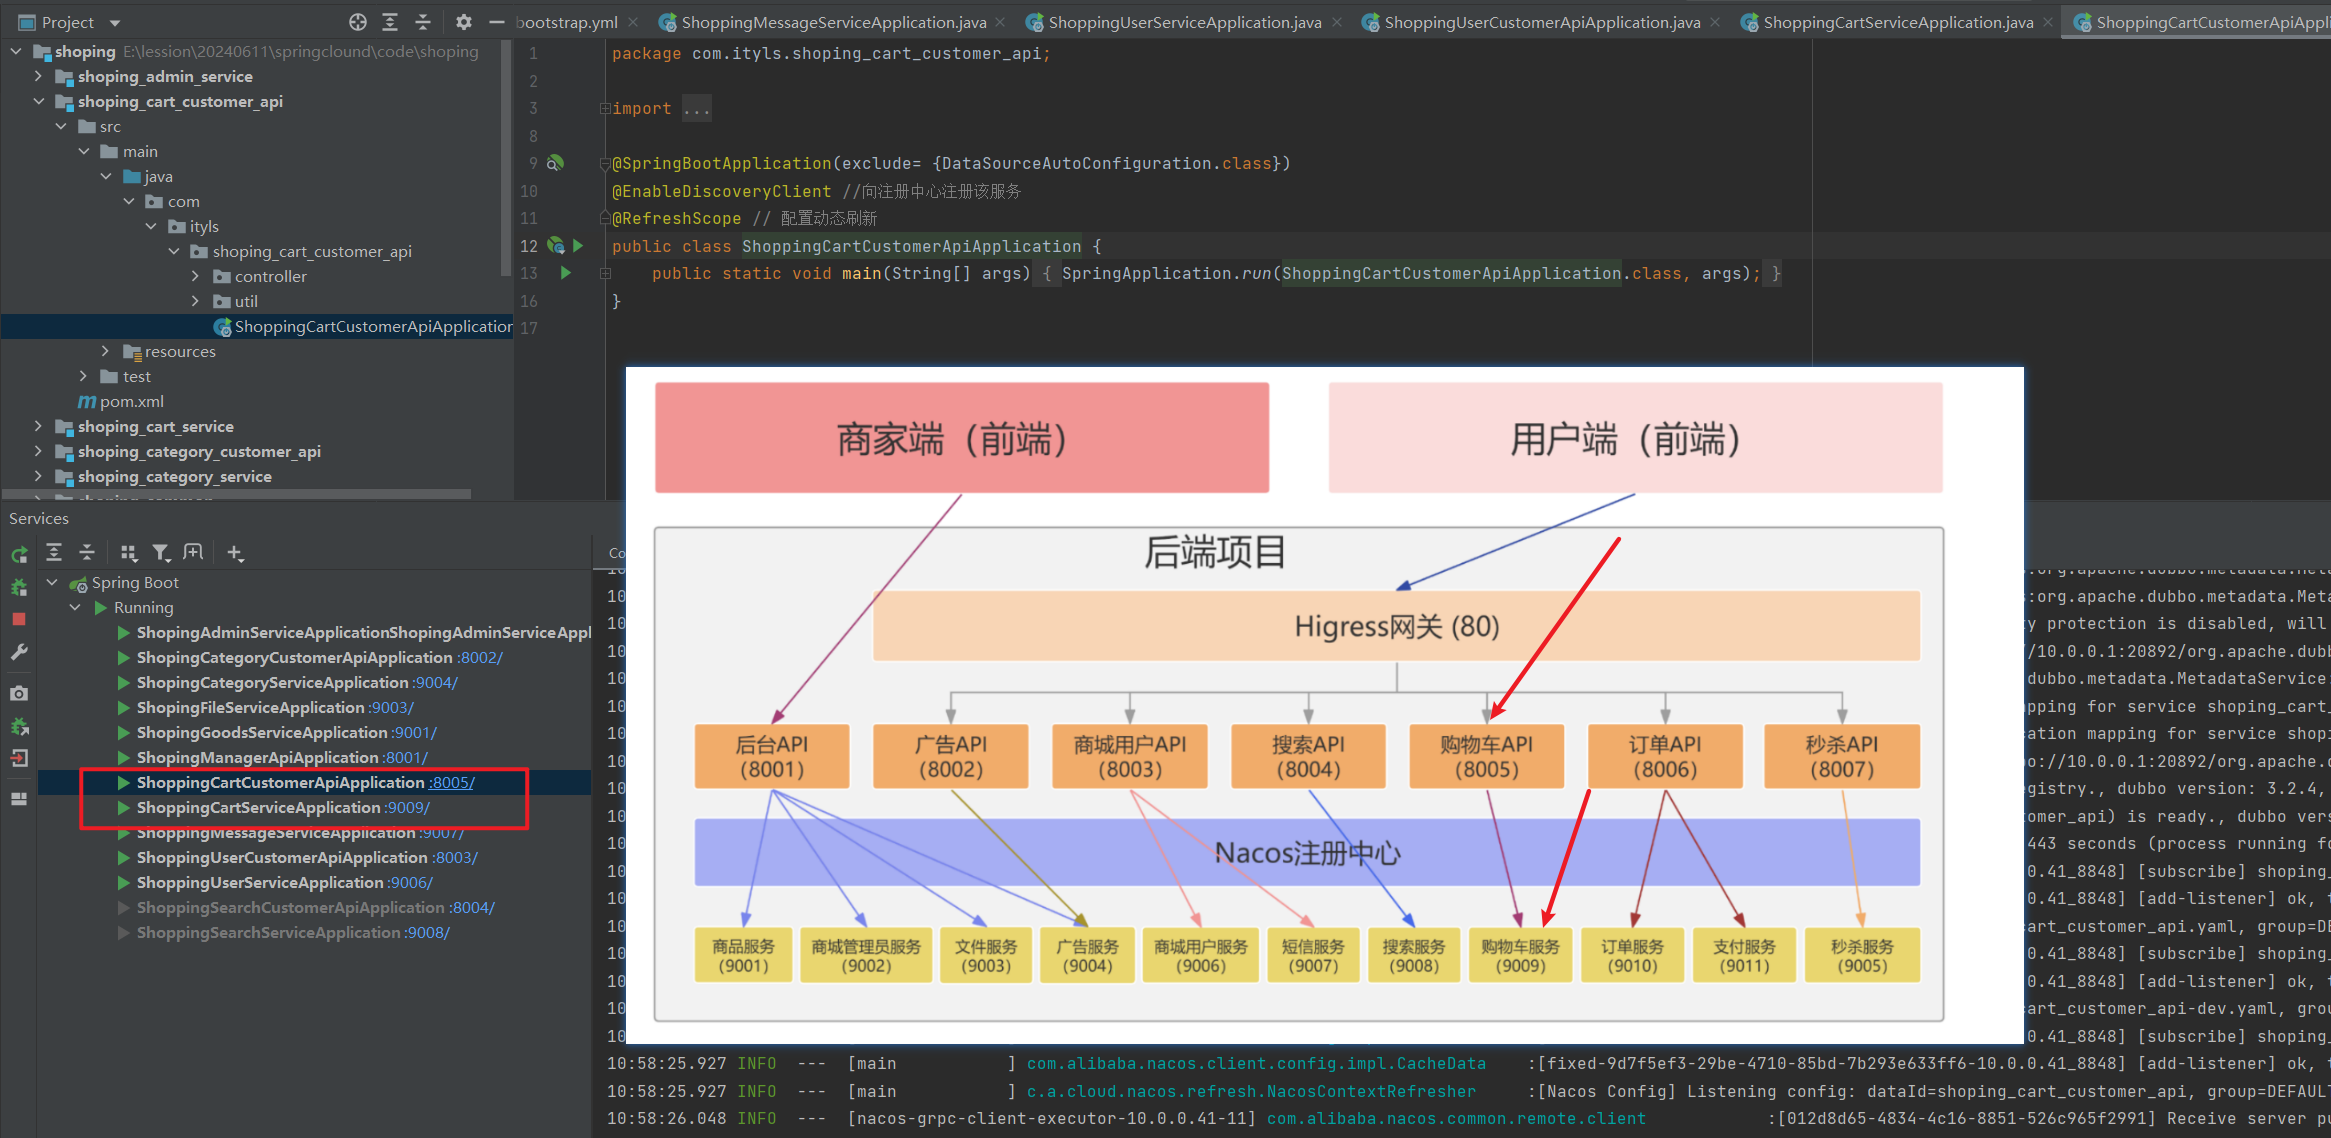 Project
bootstrap.yml
ShoppingMessageServiceApplication.java
ShoppingUserServiceApplication.java
ShoppingUserCustomerApiApplication.java
ShoppingCartServiceApplication.java
ShoppingCartCustomerApiAppli
shoping E:\lession\20240611\springclound\code\shoping
shoping_admin_service
shoping_cart_customer_api
src
main
java
com
ityls
shoping_cart_customer_api
controller
util
ShoppingCartCustomerApiApplication
resources
test
pom.xml
shoping_cart_service
shoping_category_customer_api
shoping_category_service
1 package com.ityls.shoping_cart_customer_api;
2
3 import ...
8
9 @SpringBootApplication(exclude= {DataSourceAutoConfiguration.class})
10 @EnableDiscoveryClient //向注册中心注册该服务
11 @RefreshScope // 配置动态刷新
12 public class ShoppingCartCustomerApiApplication {
13 public static void main(String[] args) { SpringApplication.run(ShoppingCartCustomerApiApplication.class, args); }
16 }
17
Services
Spring Boot
Running
ShopingAdminServiceApplicationShopingAdminServiceAppl
ShopingCategoryCustomerApiApplication :8002/
ShopingCategoryServiceApplication :9004/
ShopingFileServiceApplication :9003/
ShopingGoodsServiceApplication :9001/
ShopingManagerApiApplication :8001/
ShoppingCartCustomerApiApplication :8005/
ShoppingCartServiceApplication :9009/
ShoppingMessageServiceApplication :9007/
ShoppingUserCustomerApiApplication :8003/
ShoppingUserServiceApplication :9006/
ShoppingSearchCustomerApiApplication :8004/
ShoppingSearchServiceApplication :9008/
Co
商家端（前端）
用户端（前端）
后端项目
Higress网关 (80)
后台API
（8001）
广告API
（8002）
商城用户API
（8003）
搜索API
（8004）
购物车API
（8005）
订单API
（8006）
秒杀API
（8007）
Nacos注册中心
商品服务
（9001）
商城管理员服务
（9002）
文件服务
（9003）
广告服务
（9004）
商城用户服务
（9006）
短信服务
（9007）
搜索服务
（9008）
购物车服务
（9009）
订单服务
（9010）
支付服务
（9011）
秒杀服务
（9005）
:org.apache.dubbo.metadata.Meta
y protection is disabled, will
/10.0.0.1:20892/org.apache.dubb
dubbo.metadata.MetadataService:
pping for service shoping_cart_
cation mapping for service shopi
bo://10.0.0.1:20892/org.apache.d
egistry., dubbo version: 3.2.4,
omer_api) is ready., dubbo vers
443 seconds (process running fo
0.41_8848] [subscribe] shoping_
0.41_8848] [add-listener] ok, t
cart_customer_api.yaml, group=DE
0.41_8848] [subscribe] shoping_
0.41_8848] [add-listener] ok, t
cart_customer_api-dev.yaml, grou
0.41_8848] [subscribe] shoping_
10:58:25.927 INFO --- [main ] com.alibaba.nacos.client.config.impl.CacheData :[fixed-9d7f5ef3-29be-4710-85bd-7b293e633ff6-10.0.0.41_8848] [add-listener] ok, t
10:58:25.927 INFO --- [main ] c.a.cloud.nacos.refresh.NacosContextRefresher :[Nacos Config] Listening config: dataId=shoping_cart_customer_api, group=DEFAULT
10:58:26.048 INFO --- [nacos-grpc-client-executor-10.0.0.41-11] com.alibaba.nacos.common.remote.client :[012d8d65-4834-4c16-8851-526c965f2991] Receive server pu